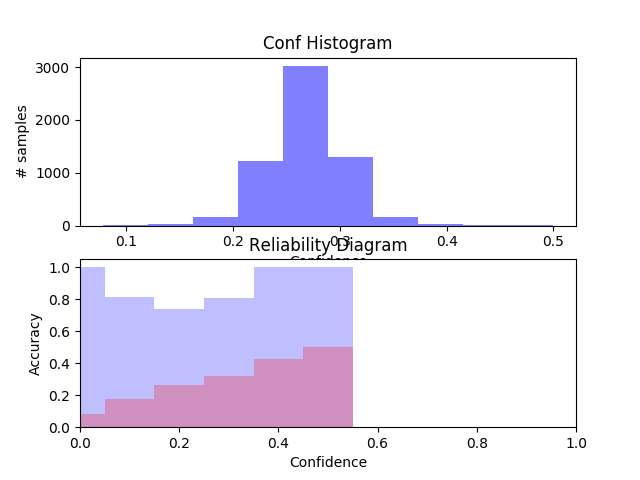 Conf Histogram
# samples
3000
2000
1000
0
0.1 0.2 0.3 0.4 0.5
Confidence
Reliability Diagram
Accuracy
1.0
0.8
0.6
0.4
0.2
0.0
0.0 0.2 0.4 0.6 0.8 1.0
Confidence